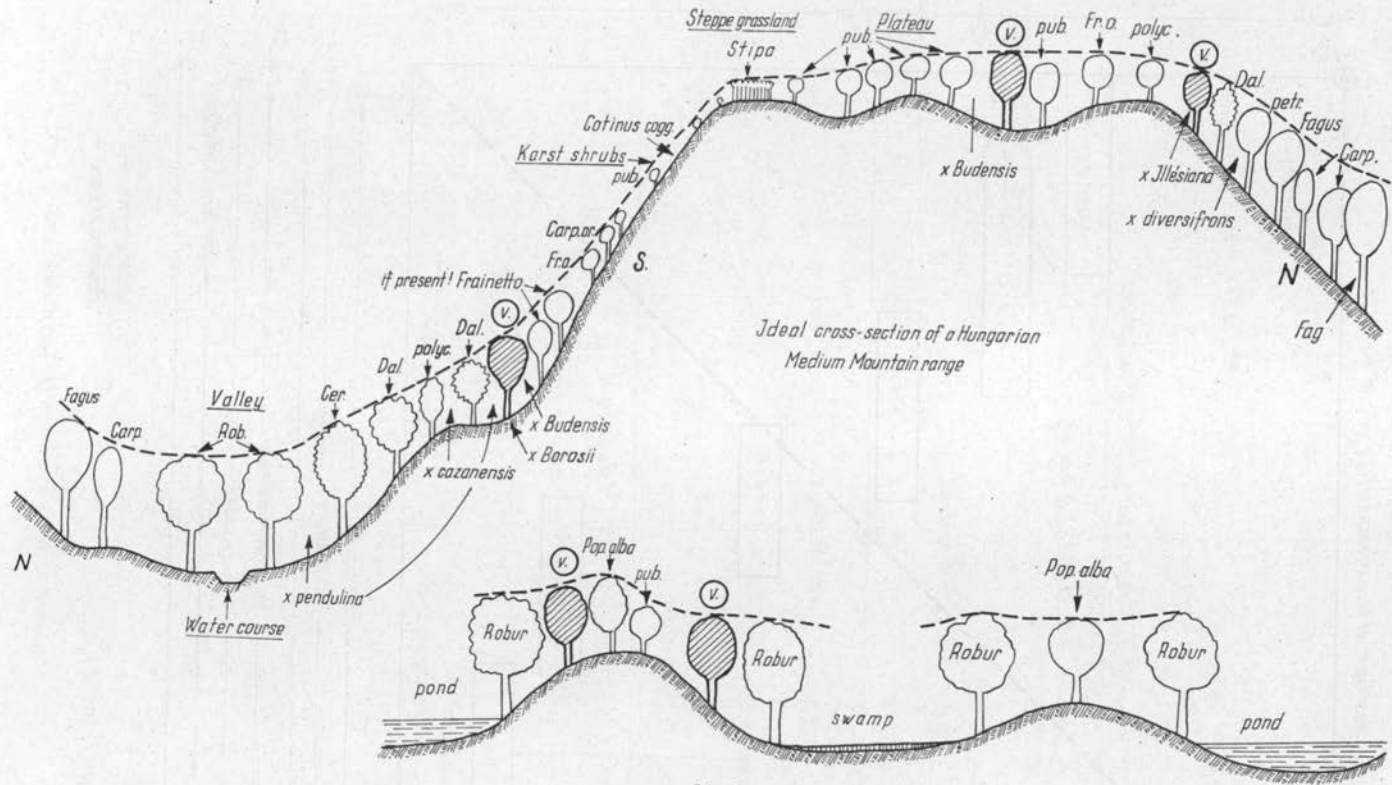 Steppe grassland
Stipa
pub.
Plateau
V.
pub.
Fr.o.
polyc.
V.
Dal.
petr.
Fagus
Carp.
Cotinus cogg.
Karst shrubs
pub.
Carp.or.
Fr.o.
If present! Frainetto
V.
Dal.
polyc.
Dal.
Cer.
Valley
Rob.
Carp.
Fagus
S.
x Budensis
x Illésiana
x diversifrons
N
Fag
Ideal cross-section of a Hungarian
Medium Mountain range
x Budensis
x Borasii
x cazanensis
x pendulina
N
Water course
V.
Pop. alba
pub.
V.
Pop. alba
Robur
Robur
Robur
Robur
pond
swamp
pond